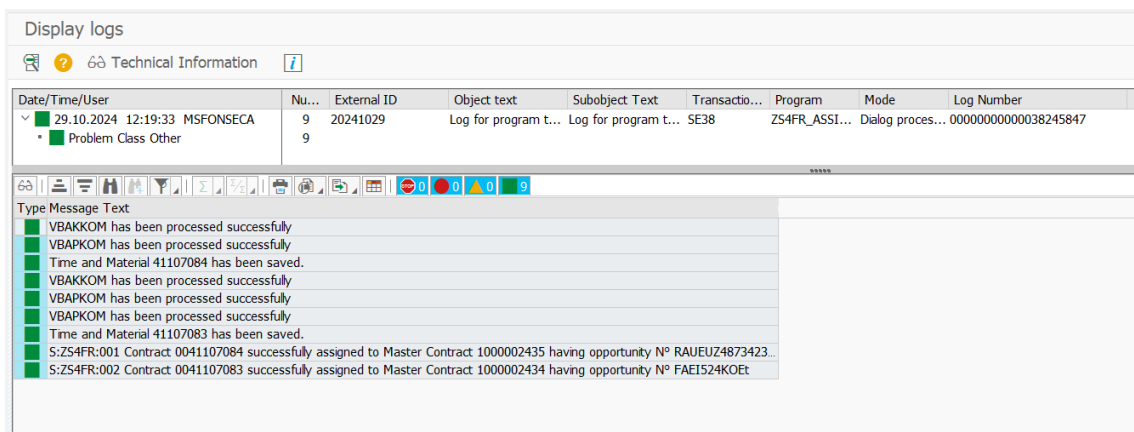 Display logs
Technical Information
Date/Time/User Nu... External ID Object text Subobject Text Transactio... Program Mode Log Number
29.10.2024 12:19:33 MSFONSECA 9 20241029 Log for program t... Log for program t... SE38 ZS4FR_ASSI... Dialog proces... 00000000000038245847
Problem Class Other 9
STOP 0 0 0 9
Type Message Text
VBAKKOM has been processed successfully
VBAPKOM has been processed successfully
Time and Material 41107084 has been saved.
VBAKKOM has been processed successfully
VBAPKOM has been processed successfully
VBAPKOM has been processed successfully
Time and Material 41107083 has been saved.
S:ZS4FR:001 Contract 0041107084 successfully assigned to Master Contract 1000002435 having opportunity Nº RAUEUZ4873423...
S:ZS4FR:002 Contract 0041107083 successfully assigned to Master Contract 1000002434 having opportunity Nº FAEI524KOEt